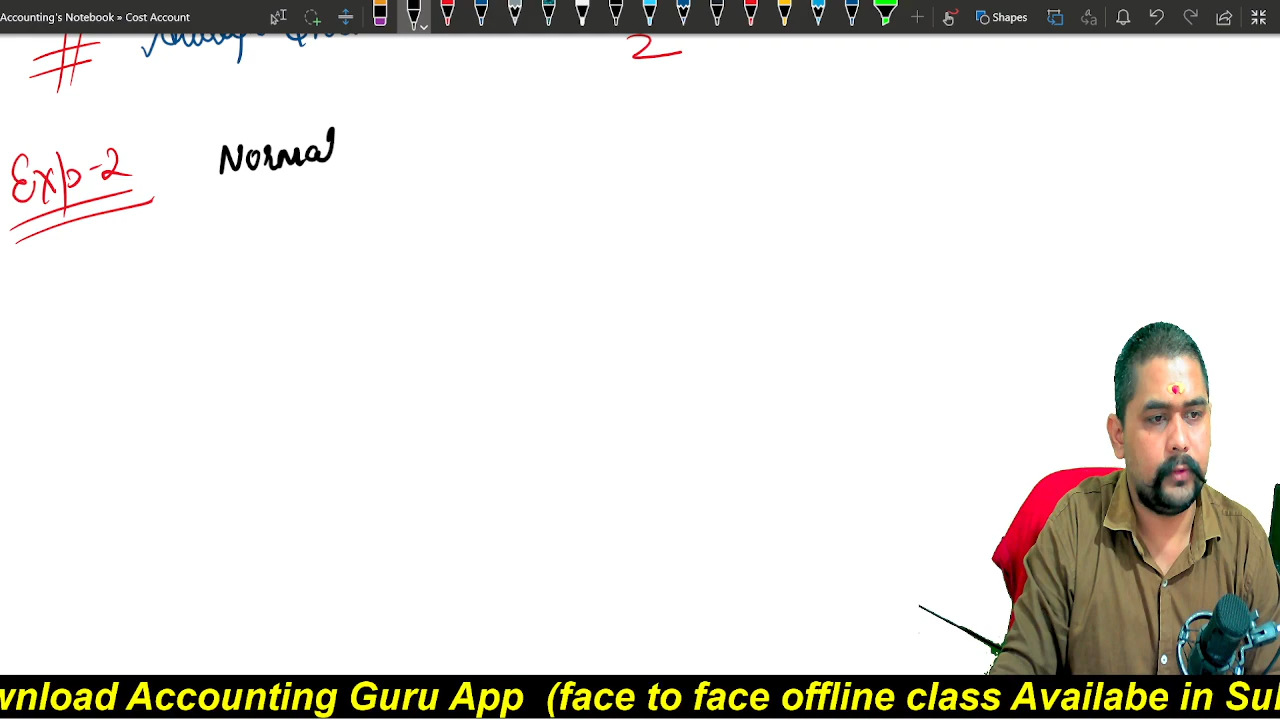 Accounting's Notebook » Cost Account
Shapes
#
2
Exp-2 Normal
wnload Accounting Guru App (face to face offline class Availabe in Su